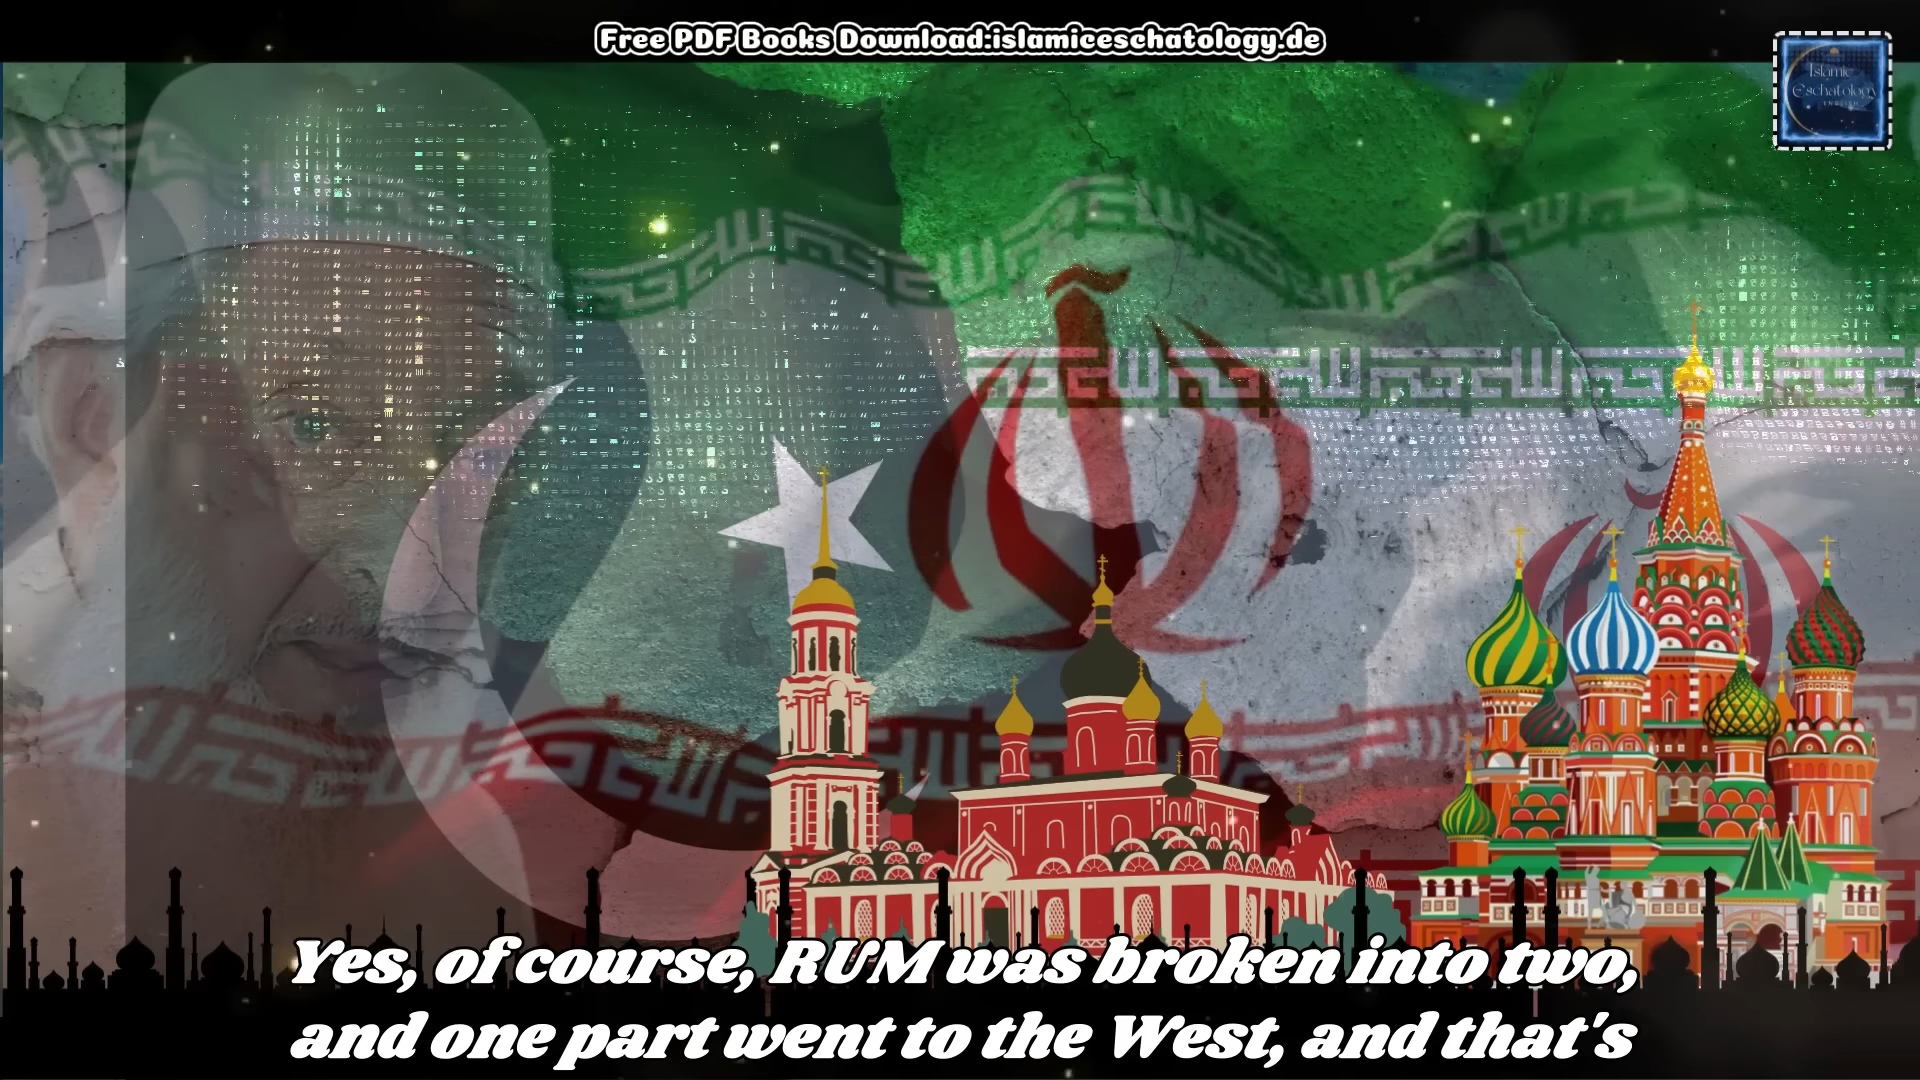 Free PDF Books Download:islamiceschatology.de
Islamic
Eschatology
ENGLISH
Yes, of course, RUM was broken into two,
and one part went to the West, and that's